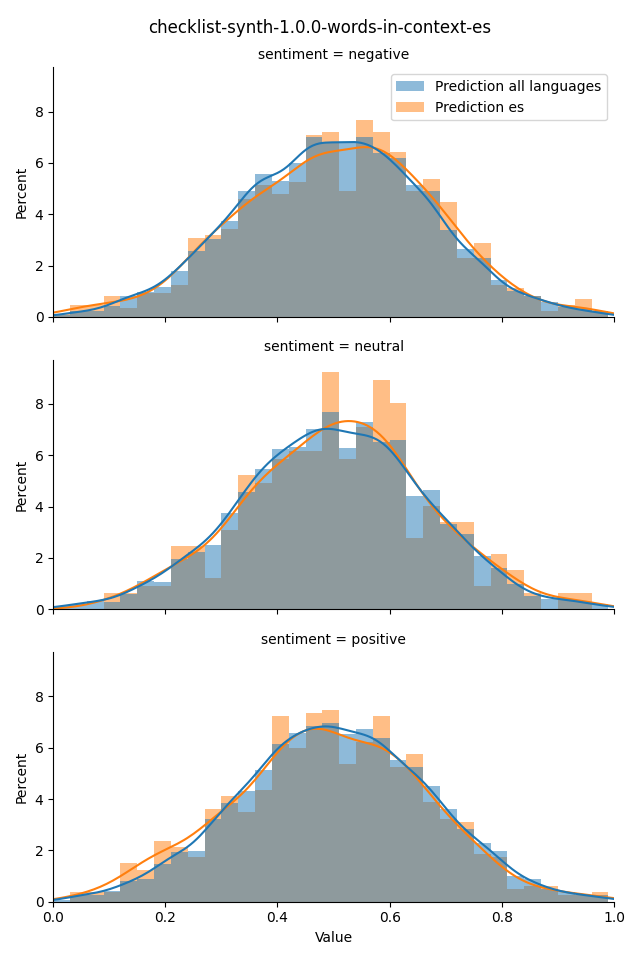 checklist-synth-1.0.0-words-in-context-es
sentiment = negative
Prediction all languages
Prediction es
Percent
8
6
4
2
0
sentiment = neutral
Percent
8
6
4
2
0
sentiment = positive
Percent
8
6
4
2
0
0.0 0.2 0.4 0.6 0.8 1.0
Value